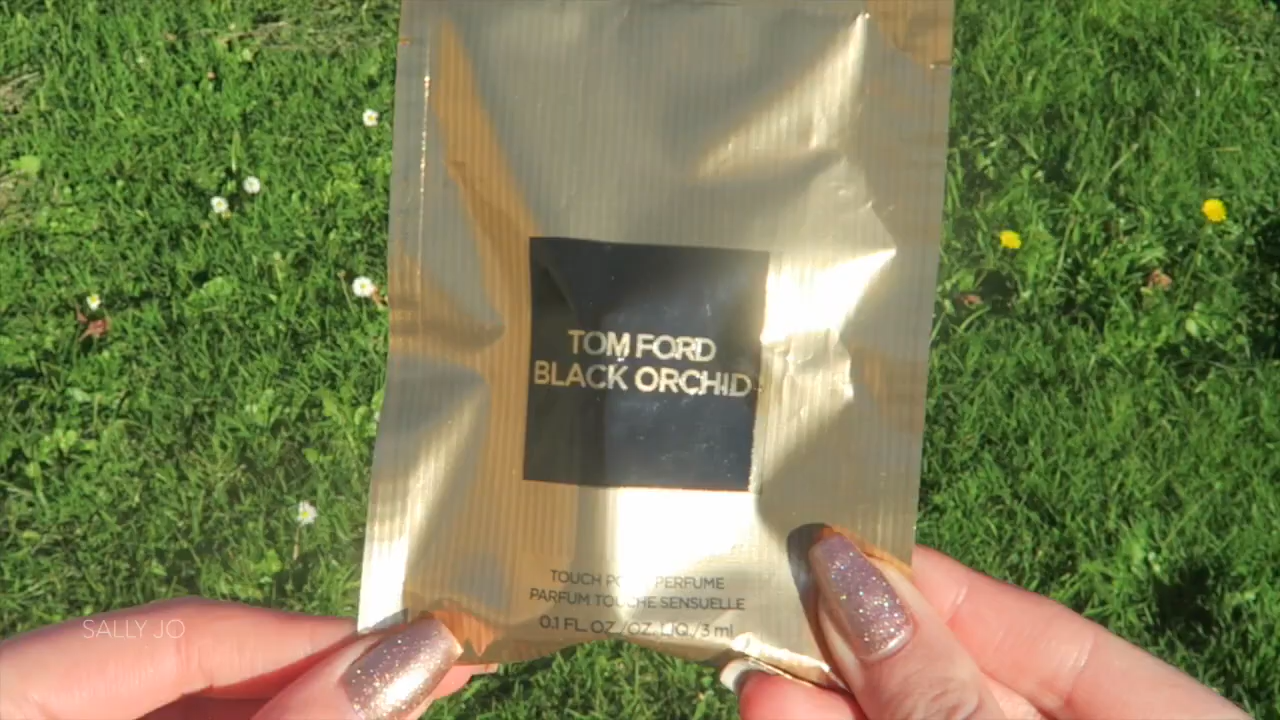 TOM FORD
BLACK ORCHID
TOUCH PERFUME
PARFUM TOUCHE SENSUELLE
0.1 FL. OZ./OZ. LIQ./3 ml
SALLY JO